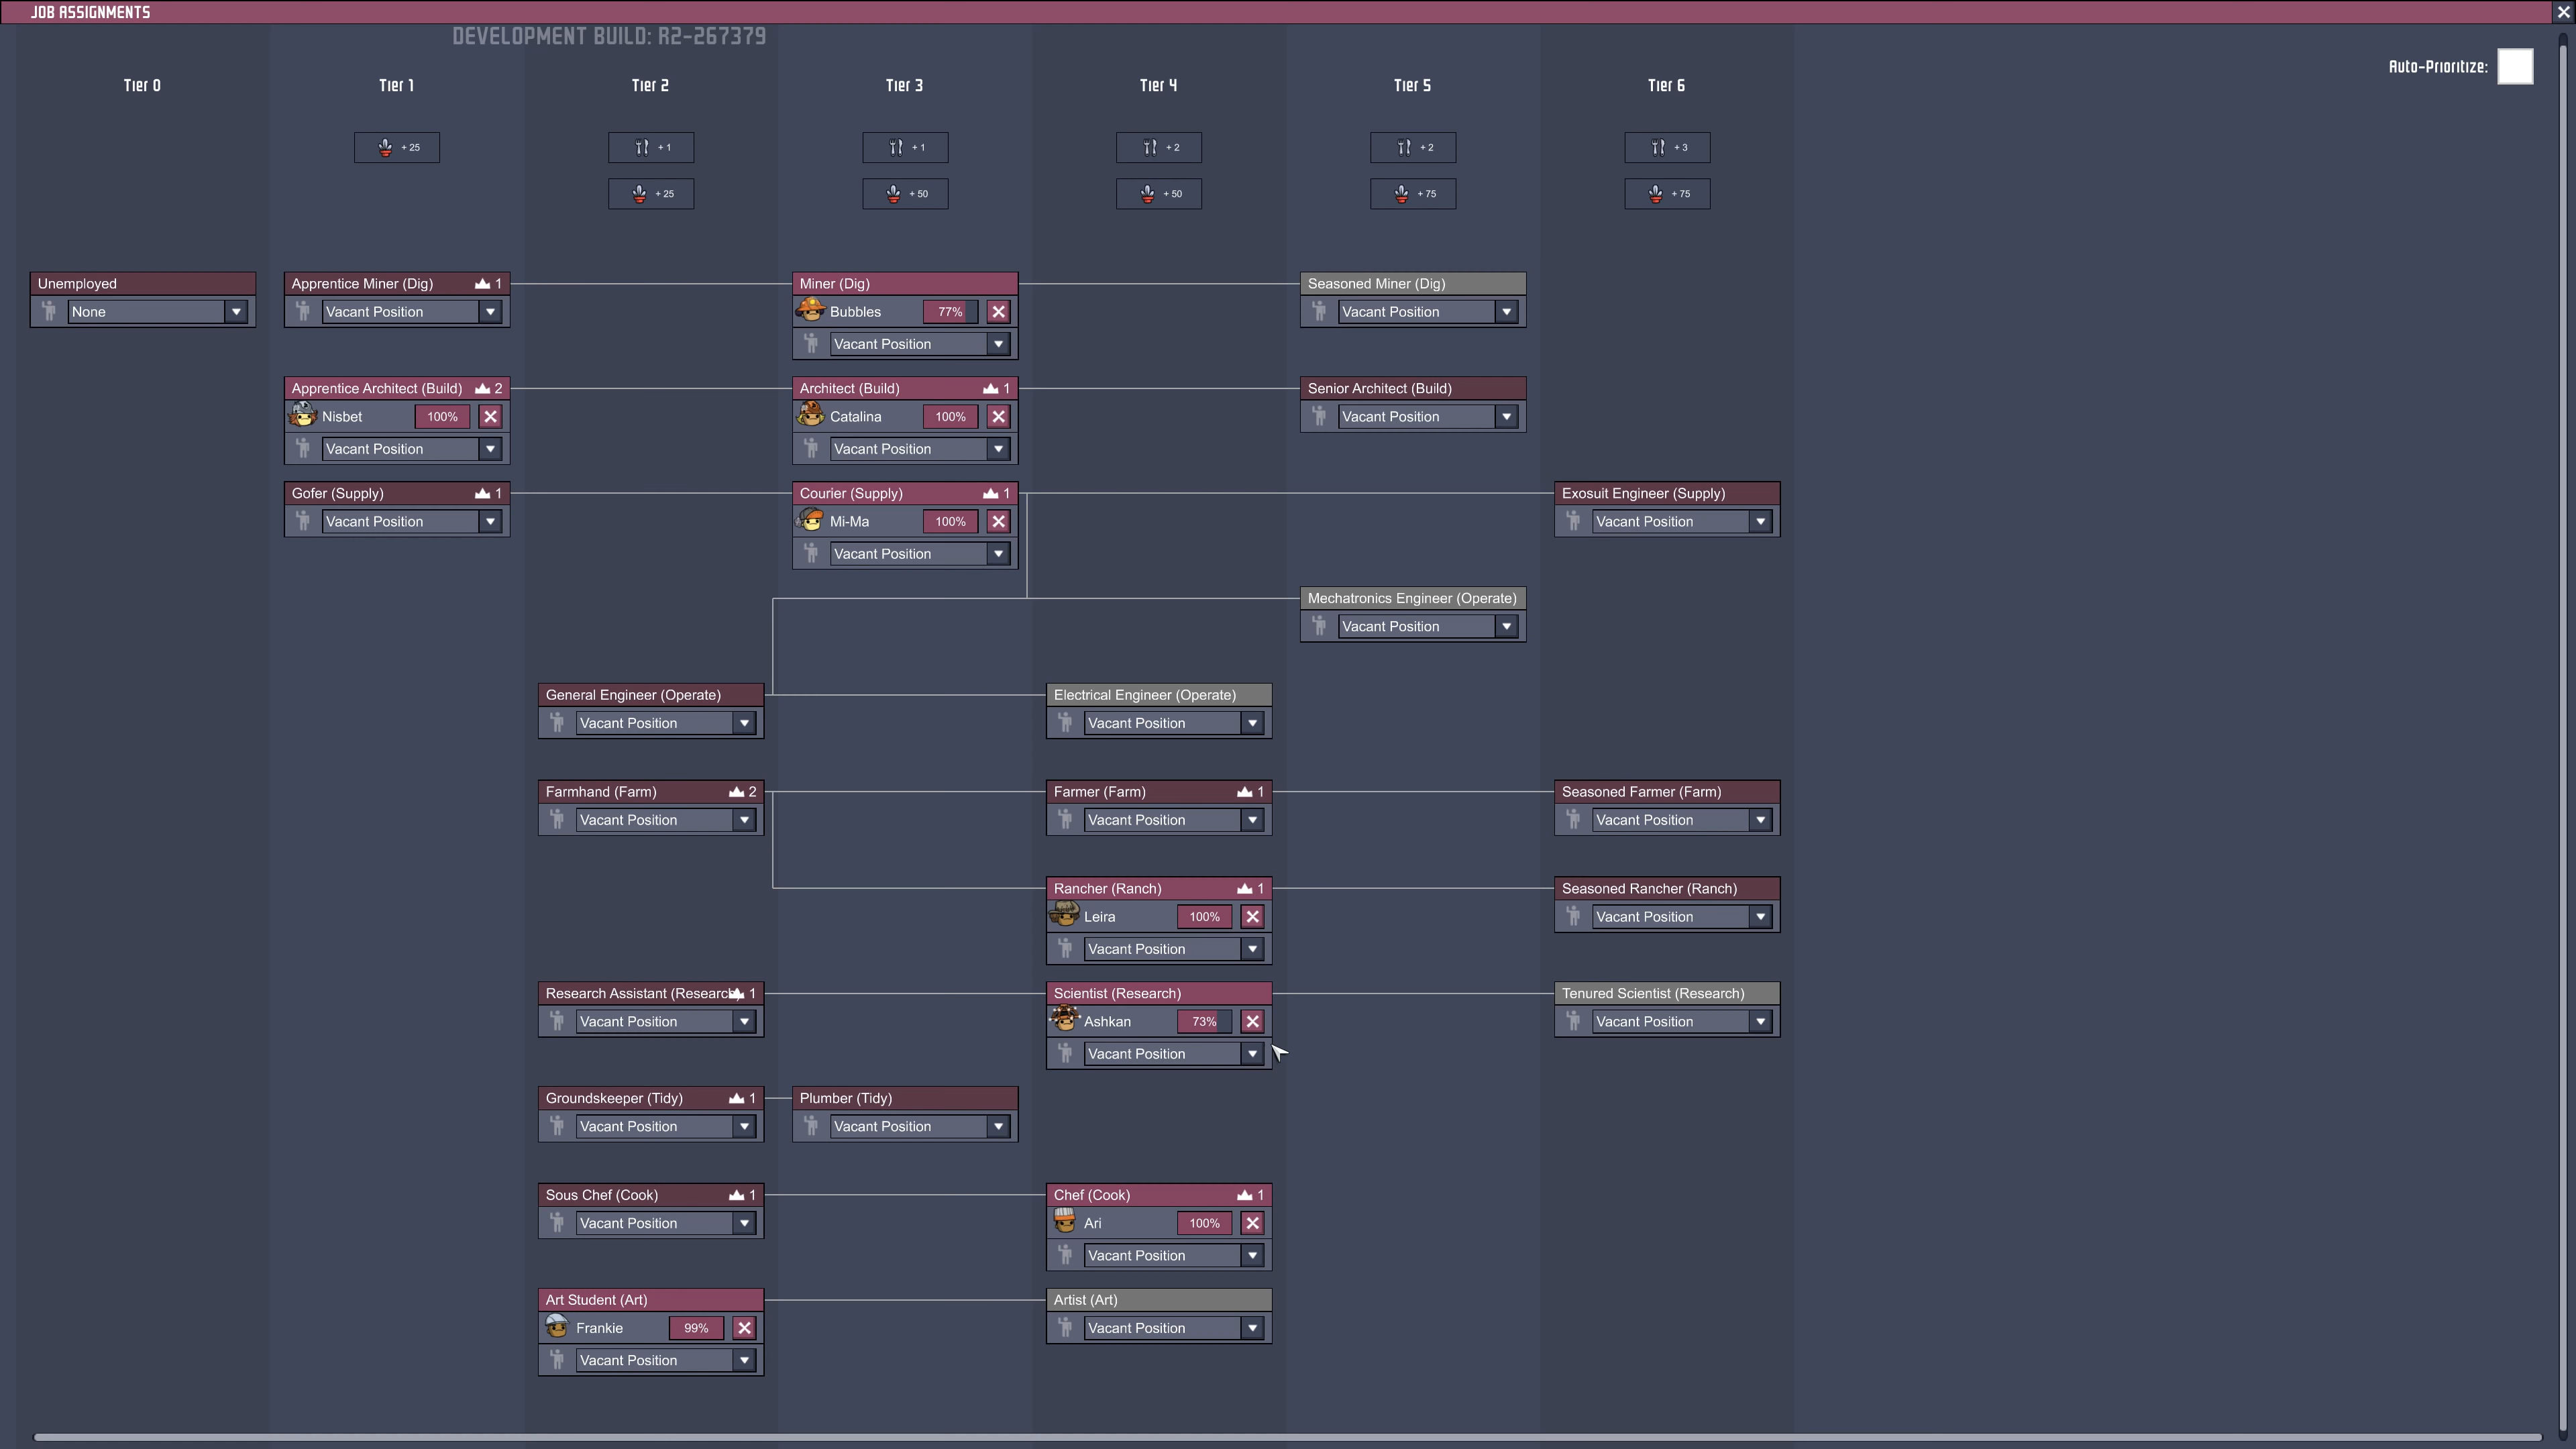 JOB ASSIGNMENTS
DEVELOPMENT BUILD: R2-267379
Auto-Prioritize:
Tier 0
Tier 1
Tier 2
Tier 3
Tier 4
Tier 5
Tier 6
+ 25
+ 1
+ 1
+ 2
+ 2
+ 3
+ 25
+ 50
+ 50
+ 75
+ 75
Unemployed
None
Apprentice Miner (Dig) 1
Vacant Position
Miner (Dig)
Bubbles 77%
Vacant Position
Seasoned Miner (Dig)
Vacant Position
Apprentice Architect (Build) 2
Nisbet 100%
Vacant Position
Architect (Build) 1
Catalina 100%
Vacant Position
Senior Architect (Build)
Vacant Position
Gofer (Supply) 1
Vacant Position
Courier (Supply) 1
Mi-Ma 100%
Vacant Position
Exosuit Engineer (Supply)
Vacant Position
Mechatronics Engineer (Operate)
Vacant Position
General Engineer (Operate)
Vacant Position
Electrical Engineer (Operate)
Vacant Position
Farmhand (Farm) 2
Vacant Position
Farmer (Farm) 1
Vacant Position
Seasoned Farmer (Farm)
Vacant Position
Rancher (Ranch) 1
Leira 100%
Vacant Position
Seasoned Rancher (Ranch)
Vacant Position
Research Assistant (Research) 1
Vacant Position
Scientist (Research)
Ashkan 73%
Vacant Position
Tenured Scientist (Research)
Vacant Position
Groundskeeper (Tidy) 1
Vacant Position
Plumber (Tidy)
Vacant Position
Sous Chef (Cook) 1
Vacant Position
Chef (Cook) 1
Ari 100%
Vacant Position
Art Student (Art)
Frankie 99%
Vacant Position
Artist (Art)
Vacant Position